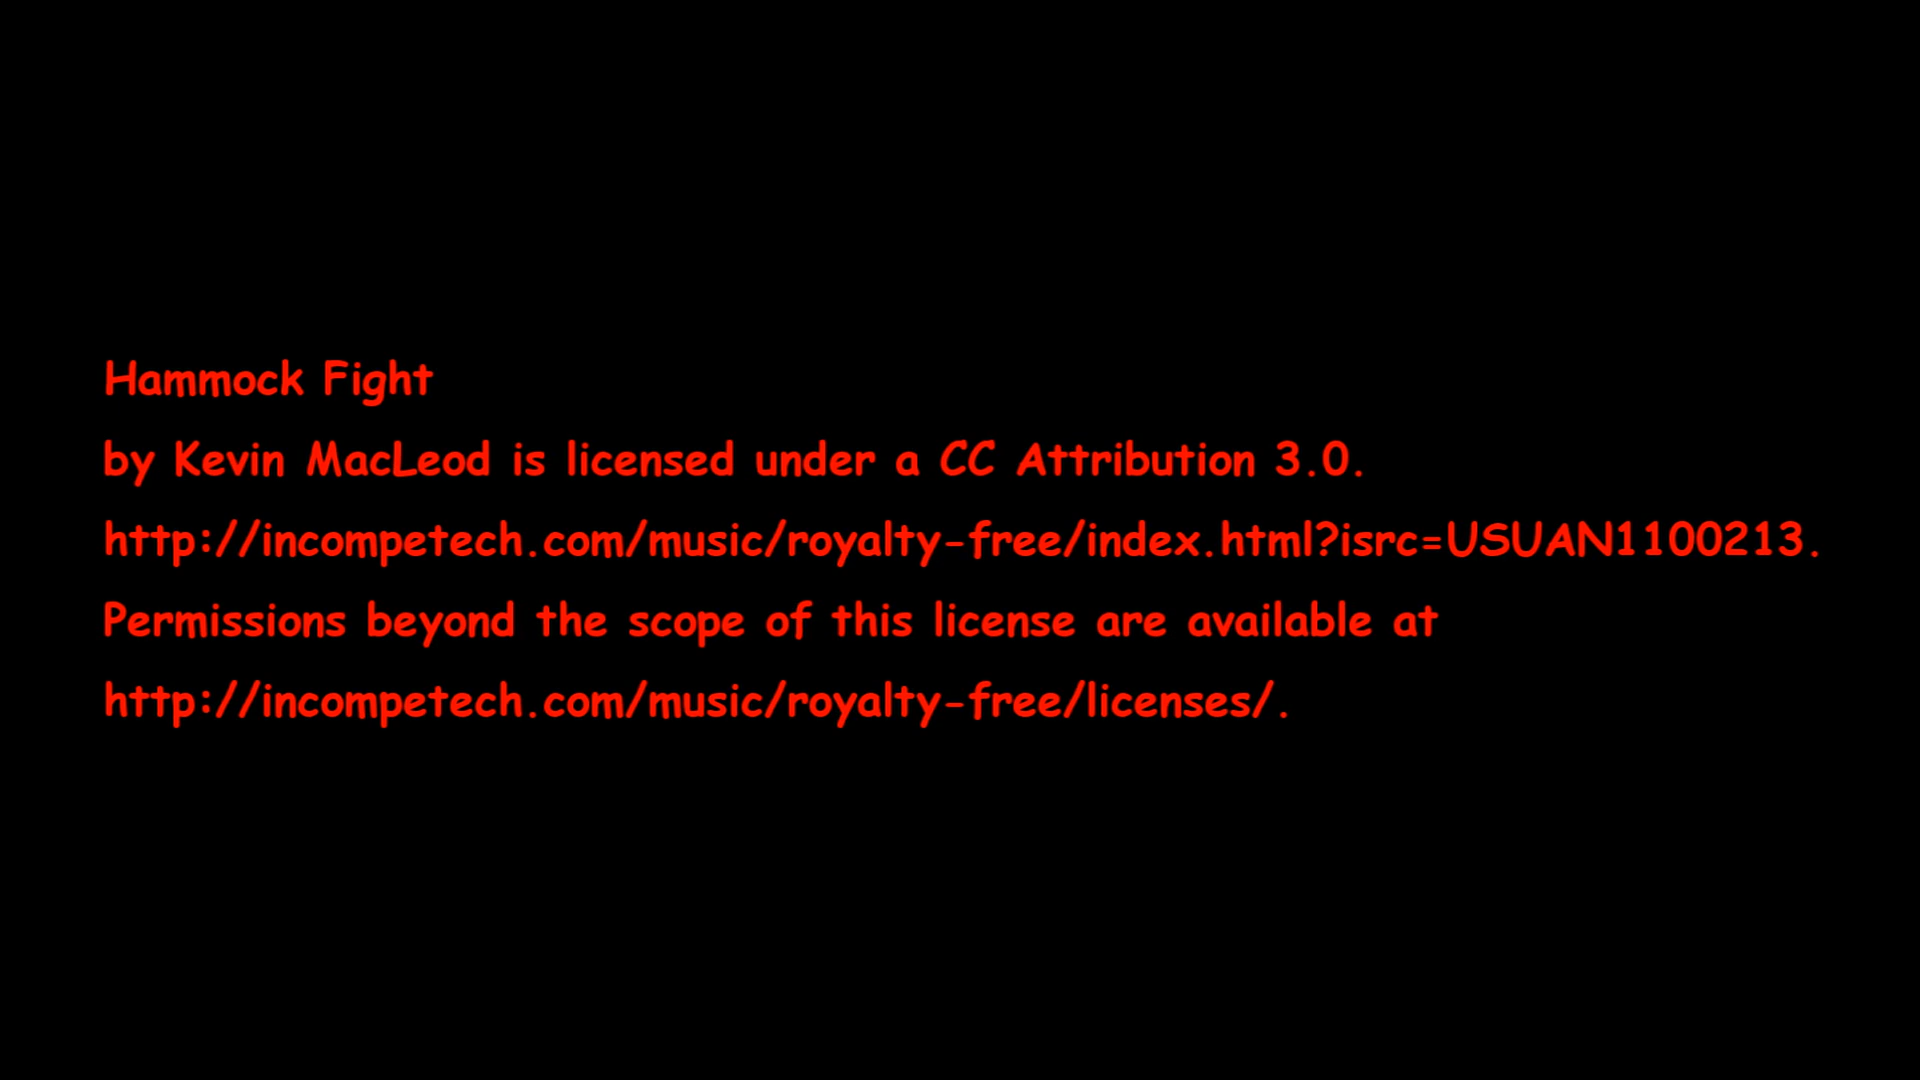 Hammock Fight
by Kevin MacLeod is licensed under a CC Attribution 3.0.
http://incompetech.com/music/royalty-free/index.html?isrc=USUAN1100213.
Permissions beyond the scope of this license are available at
http://incompetech.com/music/royalty-free/licenses/.